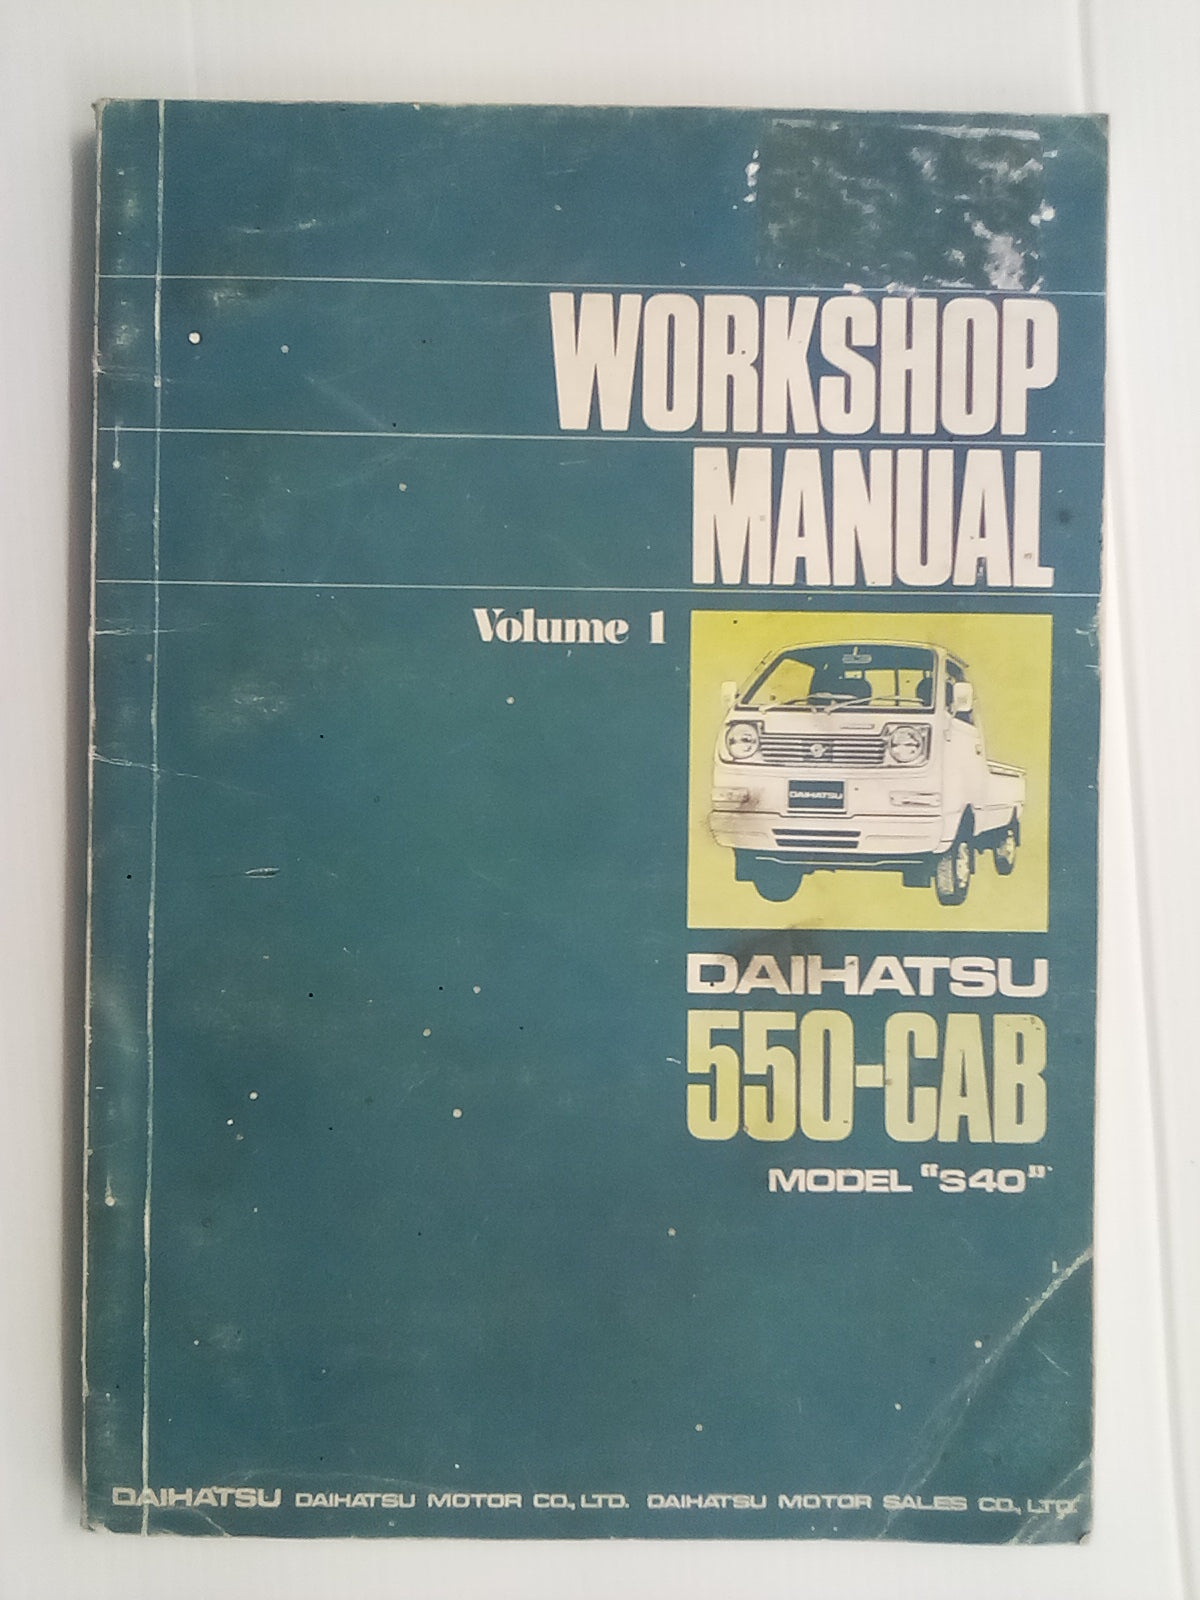 WORKSHOP
MANUAL
Volume 1
DAIHATSU
DAIHATSU
550-CAB
MODEL "S40"
DAIHATSU DAIHATSU MOTOR CO., LTD. DAIHATSU MOTOR SALES CO., LTD.